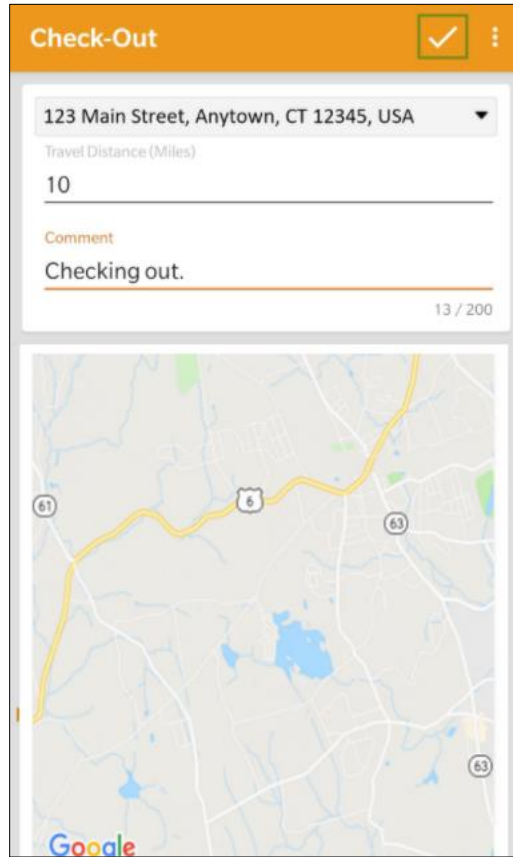 Check-Out
123 Main Street, Anytown, CT 12345, USA
Travel Distance (Miles)
10
Comment
Checking out.
13 / 200
61
6
63
63
Google